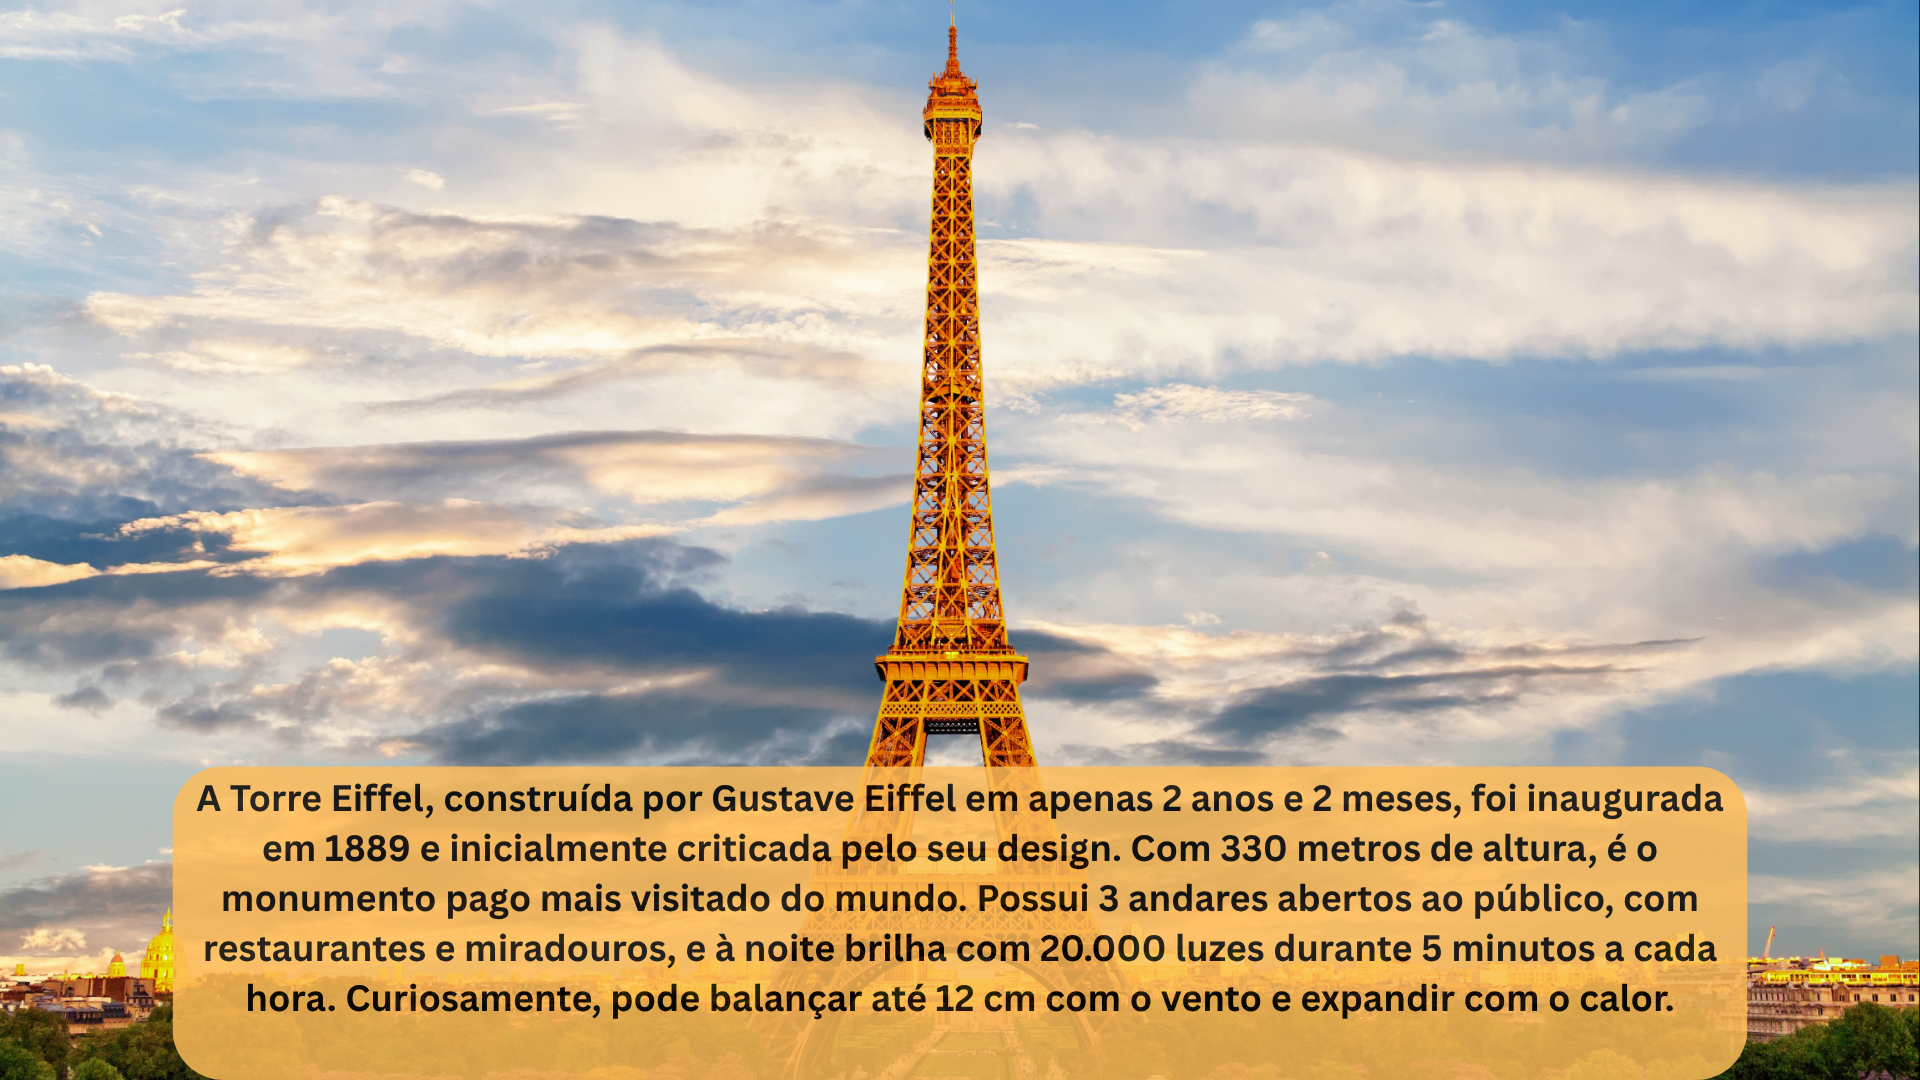 A Torre Eiffel, construída por Gustave Eiffel em apenas 2 anos e 2 meses, foi inaugurada
em 1889 e inicialmente criticada pelo seu design. Com 330 metros de altura, é o
monumento pago mais visitado do mundo. Possui 3 andares abertos ao público, com
restaurantes e miradouros, e à noite brilha com 20.000 luzes durante 5 minutos a cada
hora. Curiosamente, pode balançar até 12 cm com o vento e expandir com o calor.